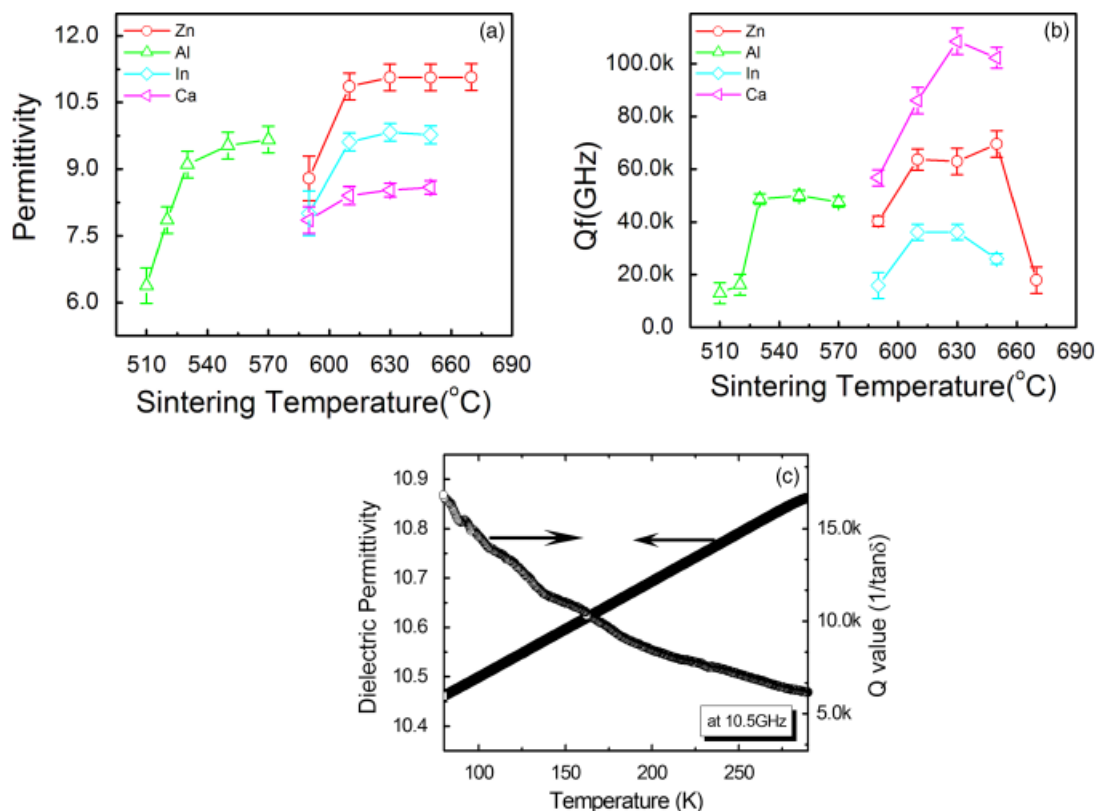 (a)
Zn
Al
In
Ca
12.0
10.5
9.0
7.5
6.0
Permittivity
510 540 570 600 630 660 690
Sintering Temperature(°C)
(b)
Zn
Al
In
Ca
100.0k
80.0k
60.0k
40.0k
20.0k
0.0
Qf(GHz)
510 540 570 600 630 660 690
Sintering Temperature(°C)
(c)
10.9
10.8
10.7
10.6
10.5
10.4
Dielectric Permittivity
15.0k
10.0k
5.0k
Q value (1/tanδ)
at 10.5GHz
100 150 200 250
Temperature (K)